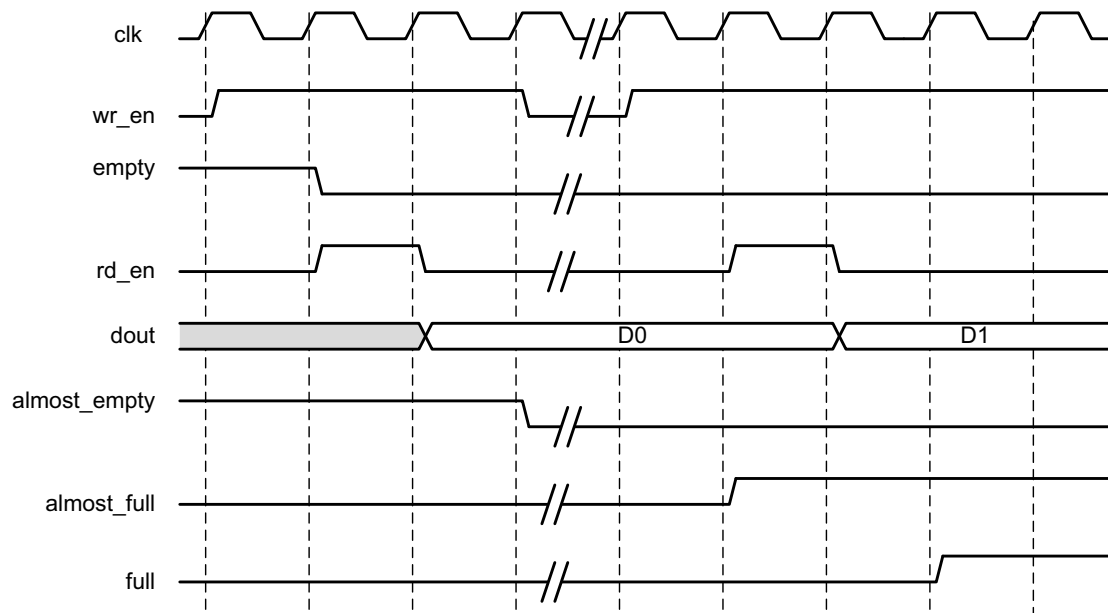 clk
wr_en
empty
rd_en
dout
D0
D1
almost_empty
almost_full
full